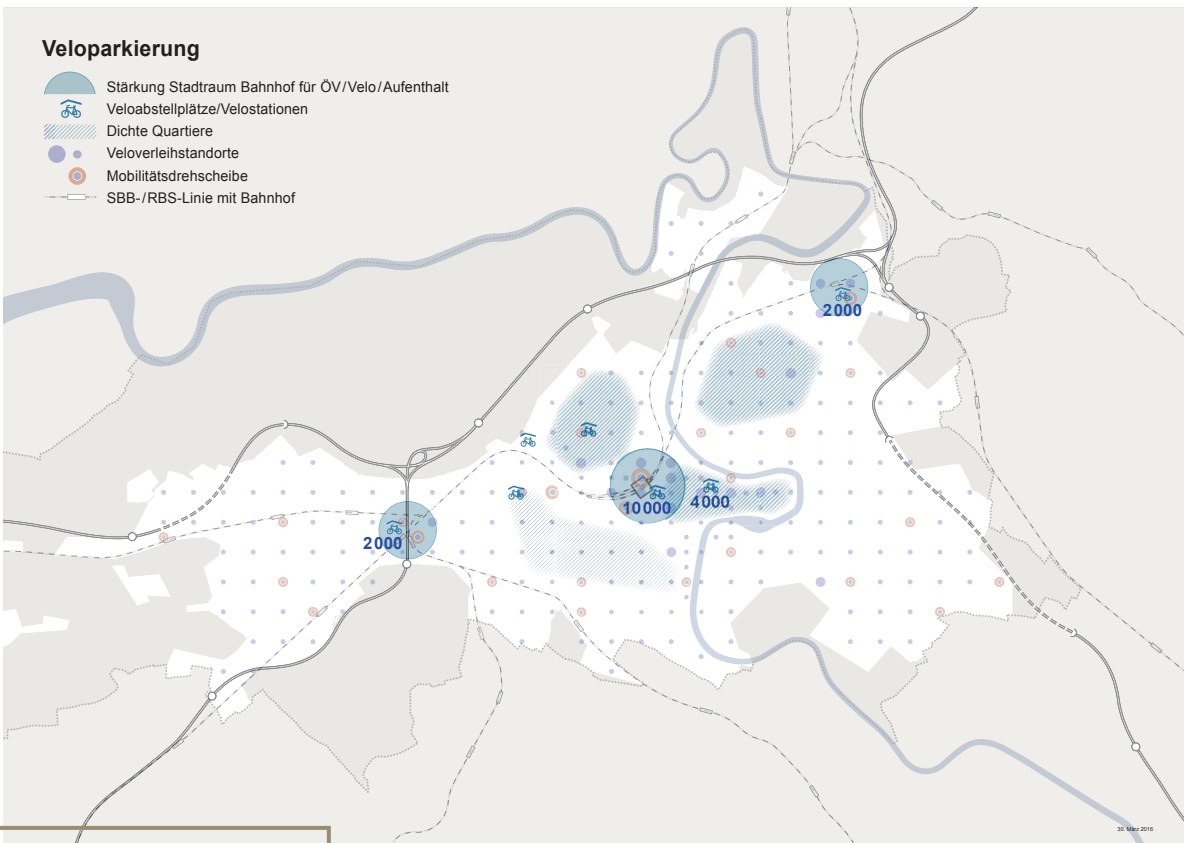 Veloparkierung
Stärkung Stadtraum Bahnhof für ÖV/Velo/Aufenthalt
Veloabstellplätze/Velostationen
Dichte Quartiere
Veloverleihstandorte
Mobilitätsdrehscheibe
SBB-/RBS-Linie mit Bahnhof
2000
10000
4000
2000
30. März 2016